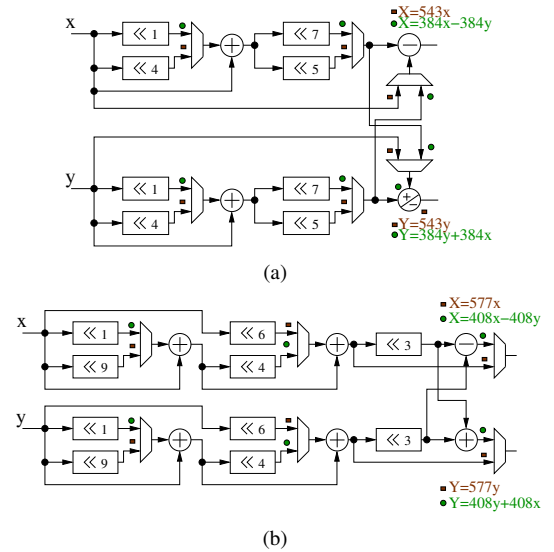 X=543x
X=384x−384y
x
≪ 1
≪ 7
+
−
≪ 4
≪ 5
y
≪ 1
≪ 7
+
+/−
≪ 4
≪ 5
Y=543y
Y=384y+384x
(a)
X=577x
X=408x−408y
x
≪ 1
≪ 6
≪ 3
+
+
−
≪ 9
≪ 4
y
≪ 1
≪ 6
≪ 3
+
+
+
≪ 9
≪ 4
Y=577y
Y=408y+408x
(b)